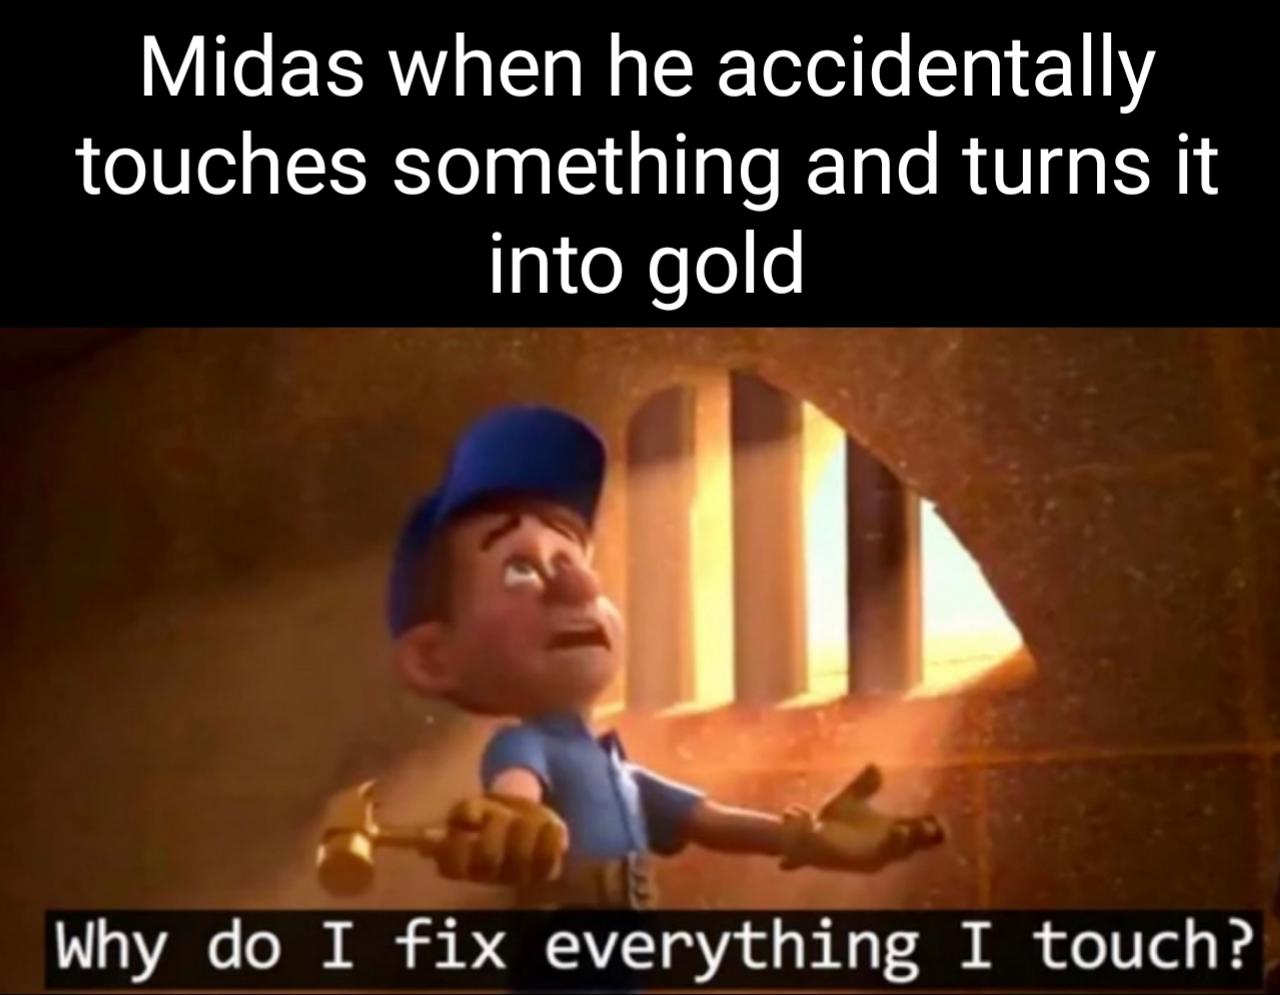 Midas when he accidentally
touches something and turns it
into gold
Why do I fix everything I touch?